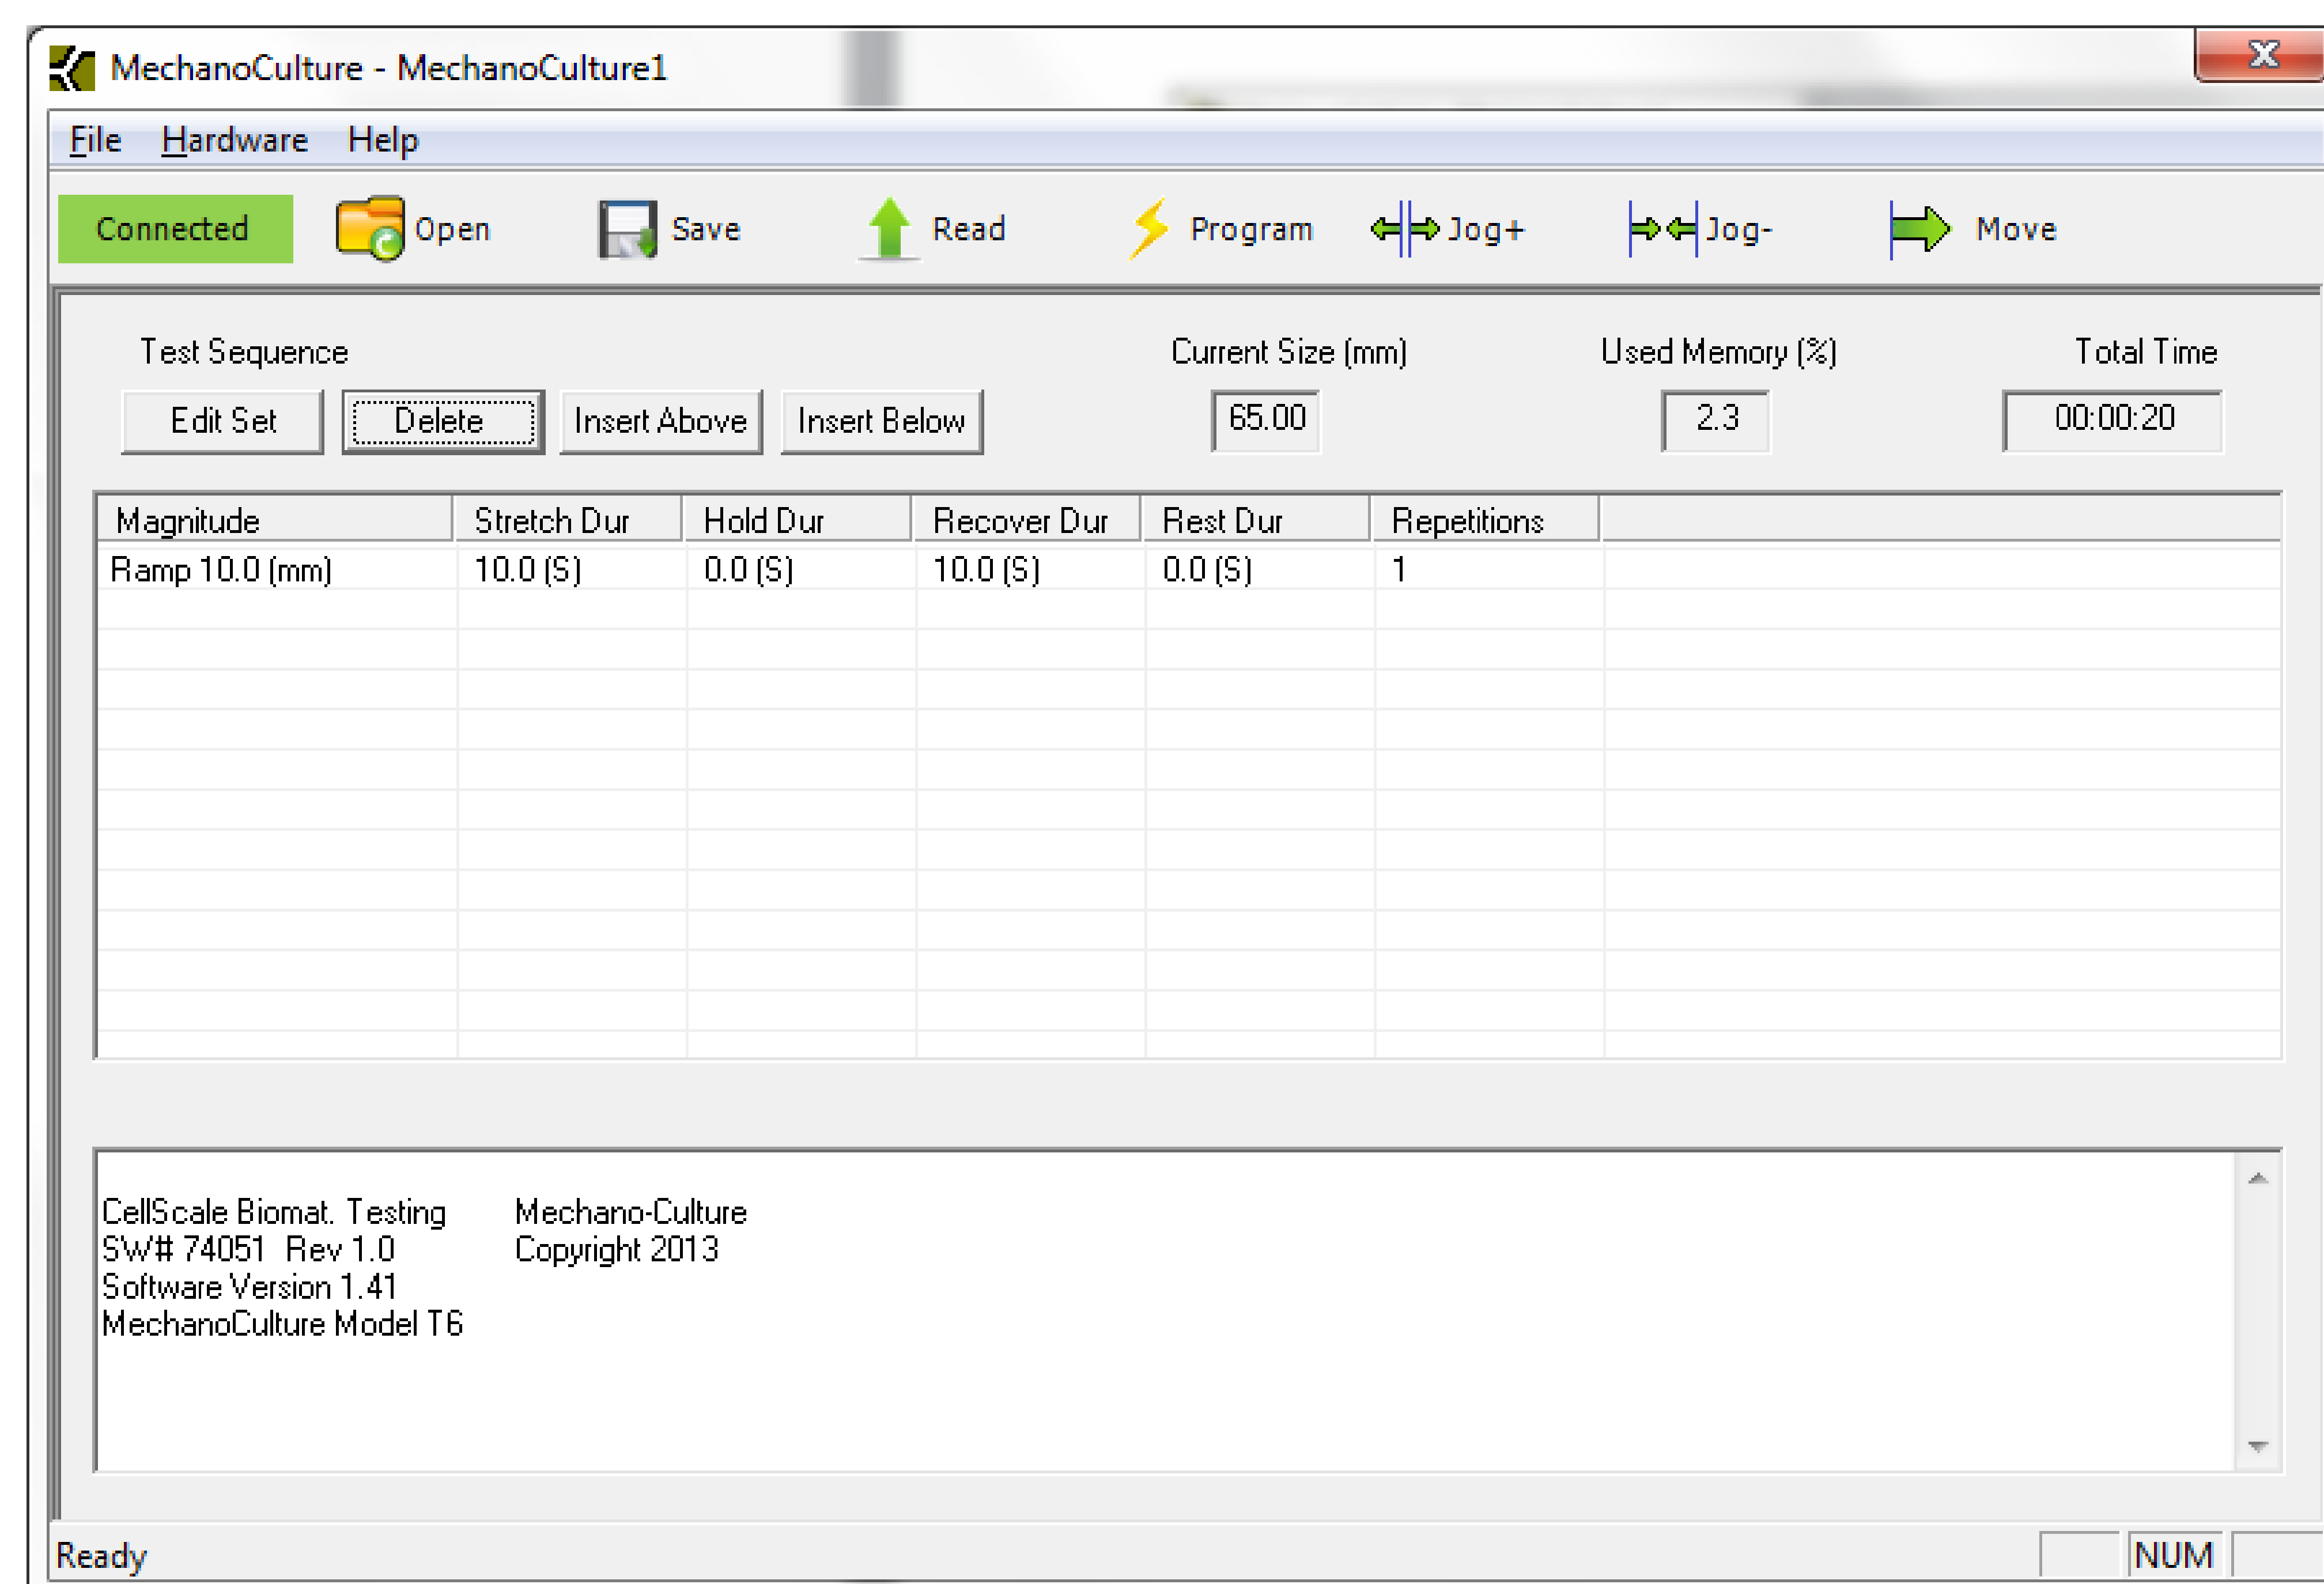 MechanoCulture - MechanoCulture1
File Hardware Help
Connected Open Save Read Program Jog+ Jog- Move
Test Sequence Current Size (mm) Used Memory (%) Total Time
Edit Set Delete Insert Above Insert Below 65.00 2.3 00:00:20
Magnitude Stretch Dur Hold Dur Recover Dur Rest Dur Repetitions
Ramp 10.0 (mm) 10.0 (S) 0.0 (S) 10.0 (S) 0.0 (S) 1
CellScale Biomat. Testing Mechano-Culture
SW# 74051 Rev 1.0 Copyright 2013
Software Version 1.41
MechanoCulture Model T6
Ready NUM